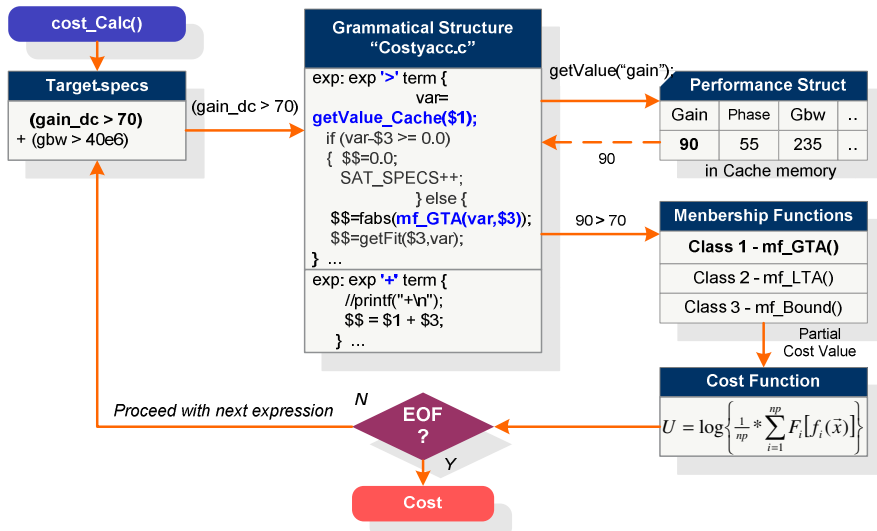 cost_Calc()
Target.specs
(gain_dc > 70)
+ (gbw > 40e6)
(gain_dc > 70)
Grammatical Structure
“Costyacc.c”
exp: exp '>' term {
var=
getValue_Cache($1);
if (var-$3 >= 0.0)
{ $$=0.0;
SAT_SPECS++;
} else {
$$=fabs(mf_GTA(var,$3));
$$=getFit($3,var);
} ...
exp: exp '+' term {
//printf("+\n");
$$ = $1 + $3;
} ...
getValue(“gain”);
90
Performance Struct
Gain Phase Gbw ..
90 55 235 ..
in Cache memory
90 > 70
Menbership Functions
Class 1 - mf_GTA()
Class 2 - mf_LTA()
Class 3 - mf_Bound()
Partial
Cost Value
Cost Function
U = log{1/np * ∑_{i=1}^{np} F_i[f_i(x⃗)]}
EOF
?
N
Proceed with next expression
Y
Cost